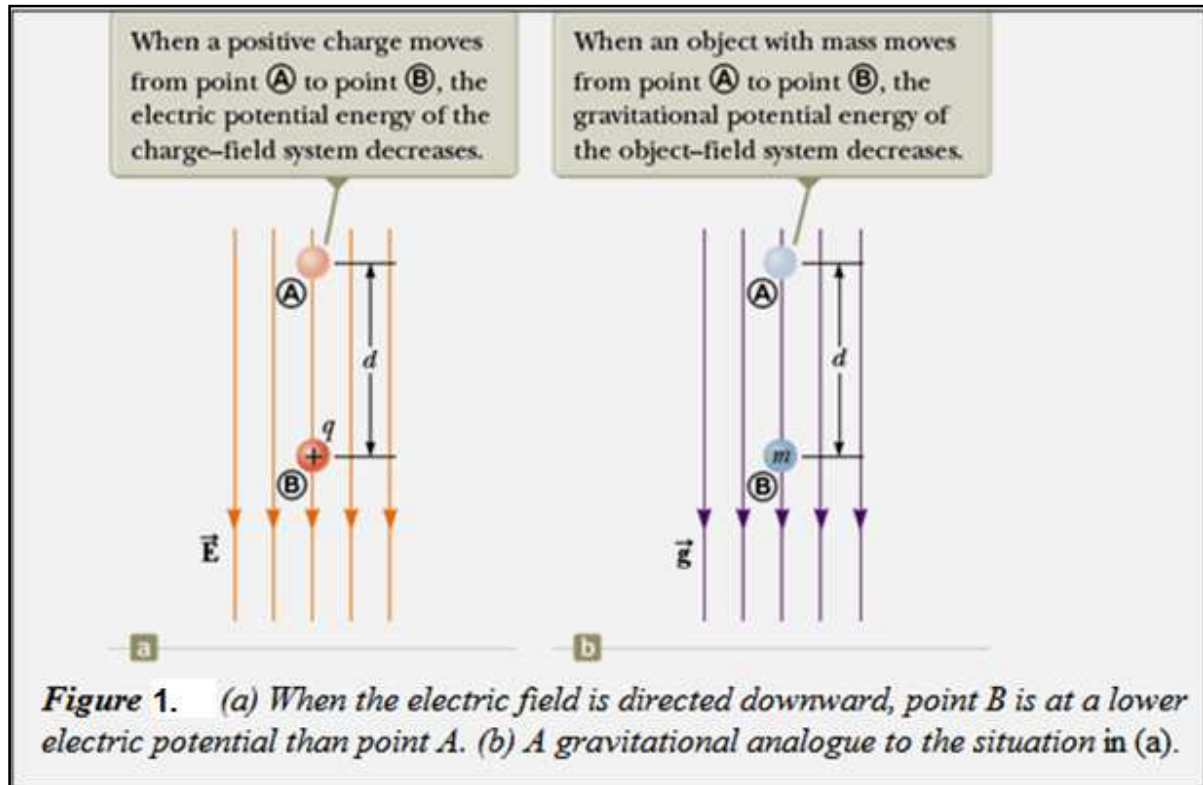 When a positive charge moves
from point Ⓐ to point Ⓑ, the
electric potential energy of the
charge–field system decreases.
When an object with mass moves
from point Ⓐ to point Ⓑ, the
gravitational potential energy of
the object–field system decreases.
Ⓐ
d
q
+
Ⓑ
E⃗
a
Ⓐ
d
m
Ⓑ
g⃗
b
Figure 1. (a) When the electric field is directed downward, point B is at a lower
electric potential than point A. (b) A gravitational analogue to the situation in (a).